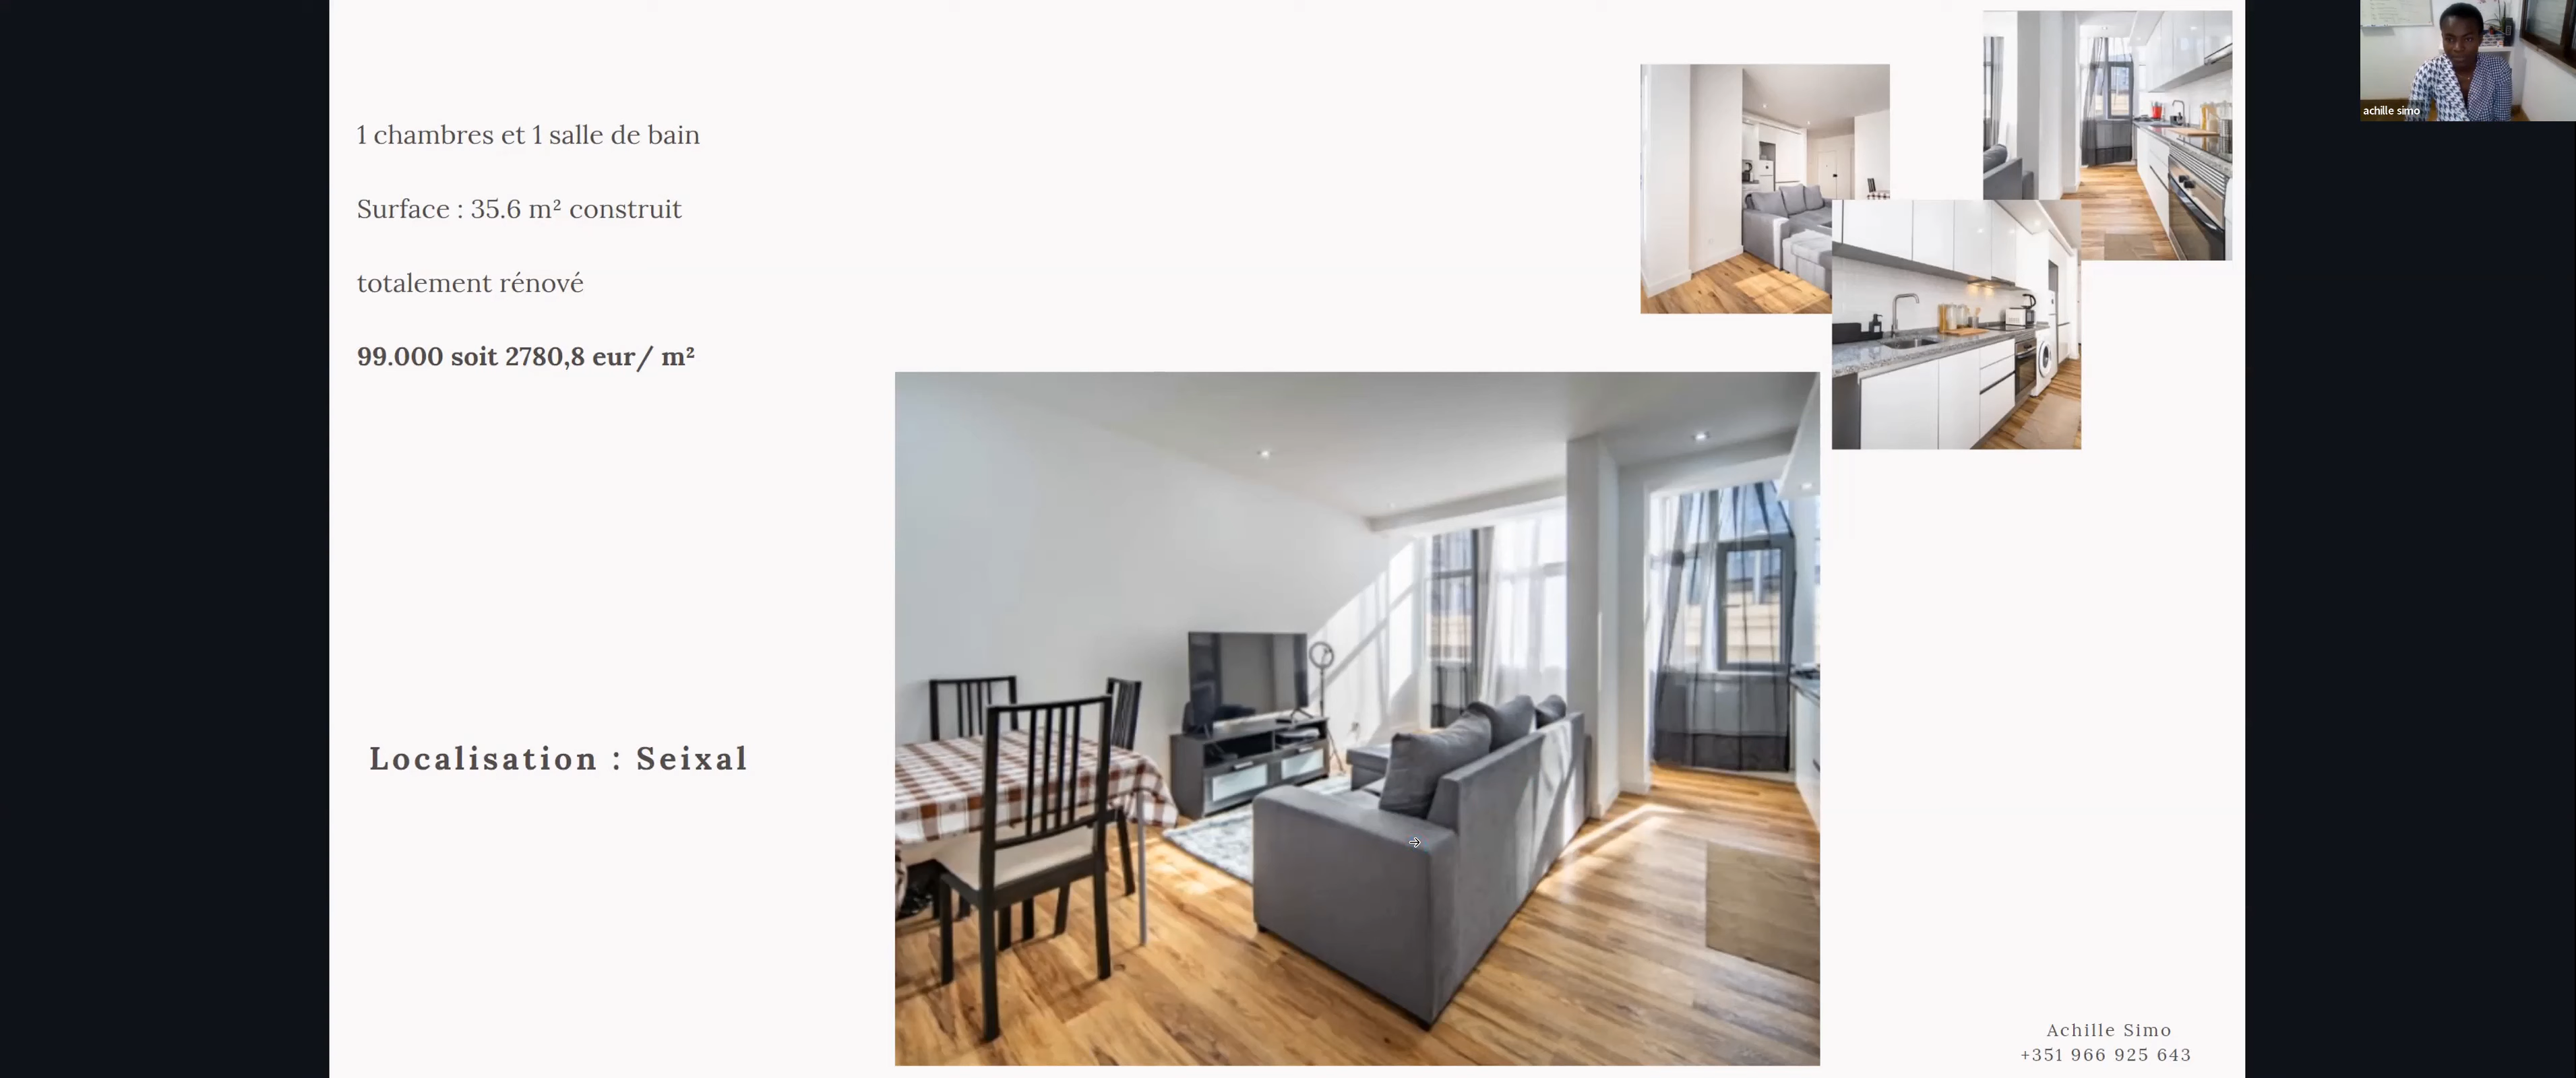 1 chambres et 1 salle de bain
Surface : 35.6 m² construit
totalement rénové
99.000 soit 2780,8 eur/ m²
Localisation : Seixal
achille simo
Achille Simo
+351 966 925 643